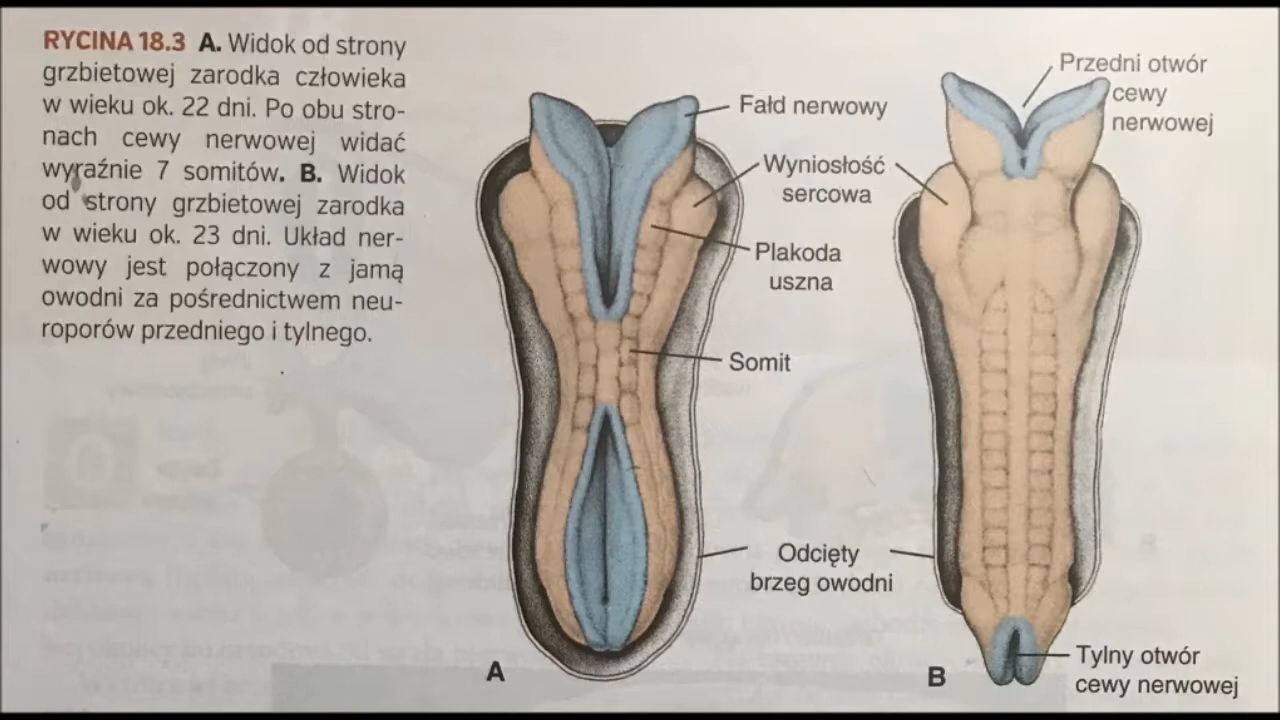 RYCINA 18.3 A. Widok od strony
grzbietowej zarodka człowieka
w wieku ok. 22 dni. Po obu stro-
nach cewy nerwowej widać
wyraźnie 7 somitów. B. Widok
od strony grzbietowej zarodka
w wieku ok. 23 dni. Układ ner-
wowy jest połączony z jamą
owodni za pośrednictwem neu-
roporów przedniego i tylnego.
Fałd nerwowy
Wyniosłość
sercowa
Plakoda
uszna
Somit
Odcięty
brzeg owodni
A
Przedni otwór
cewy
nerwowej
Tylny otwór
cewy nerwowej
B